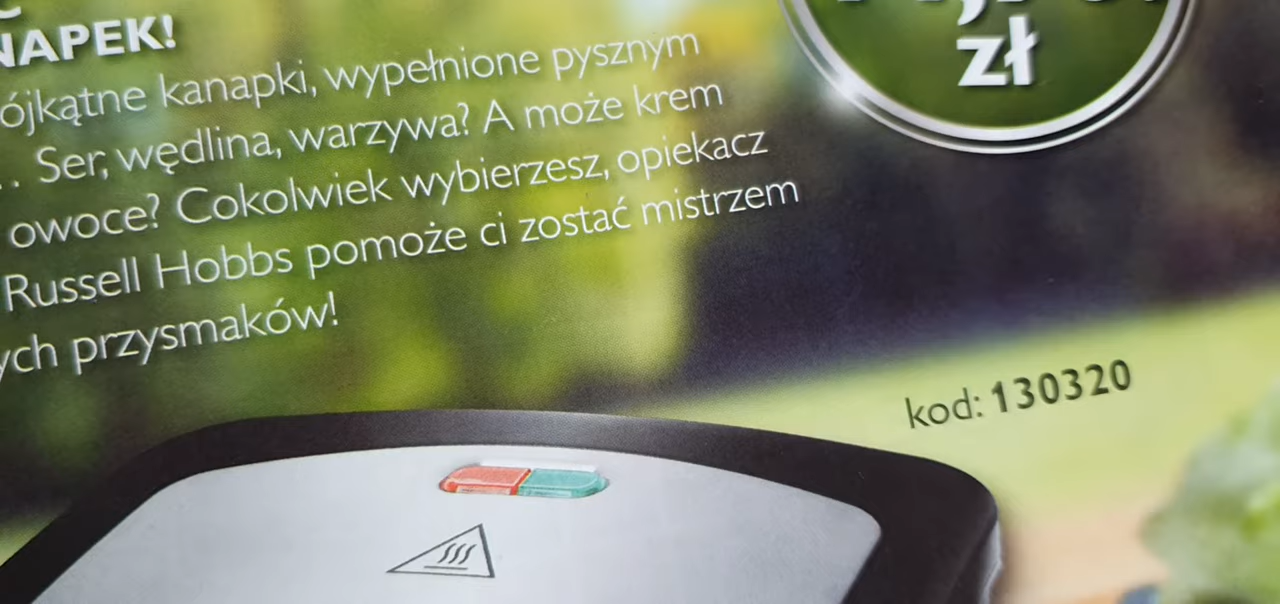 NAPEK!
ójkątne kanapki, wypełnione pysznym
.. Ser, wędlina, warzywa? A może krem
owoce? Cokolwiek wybierzesz, opiekacz
Russell Hobbs pomoże ci zostać mistrzem
ych przysmaków!
zł
kod: 130320